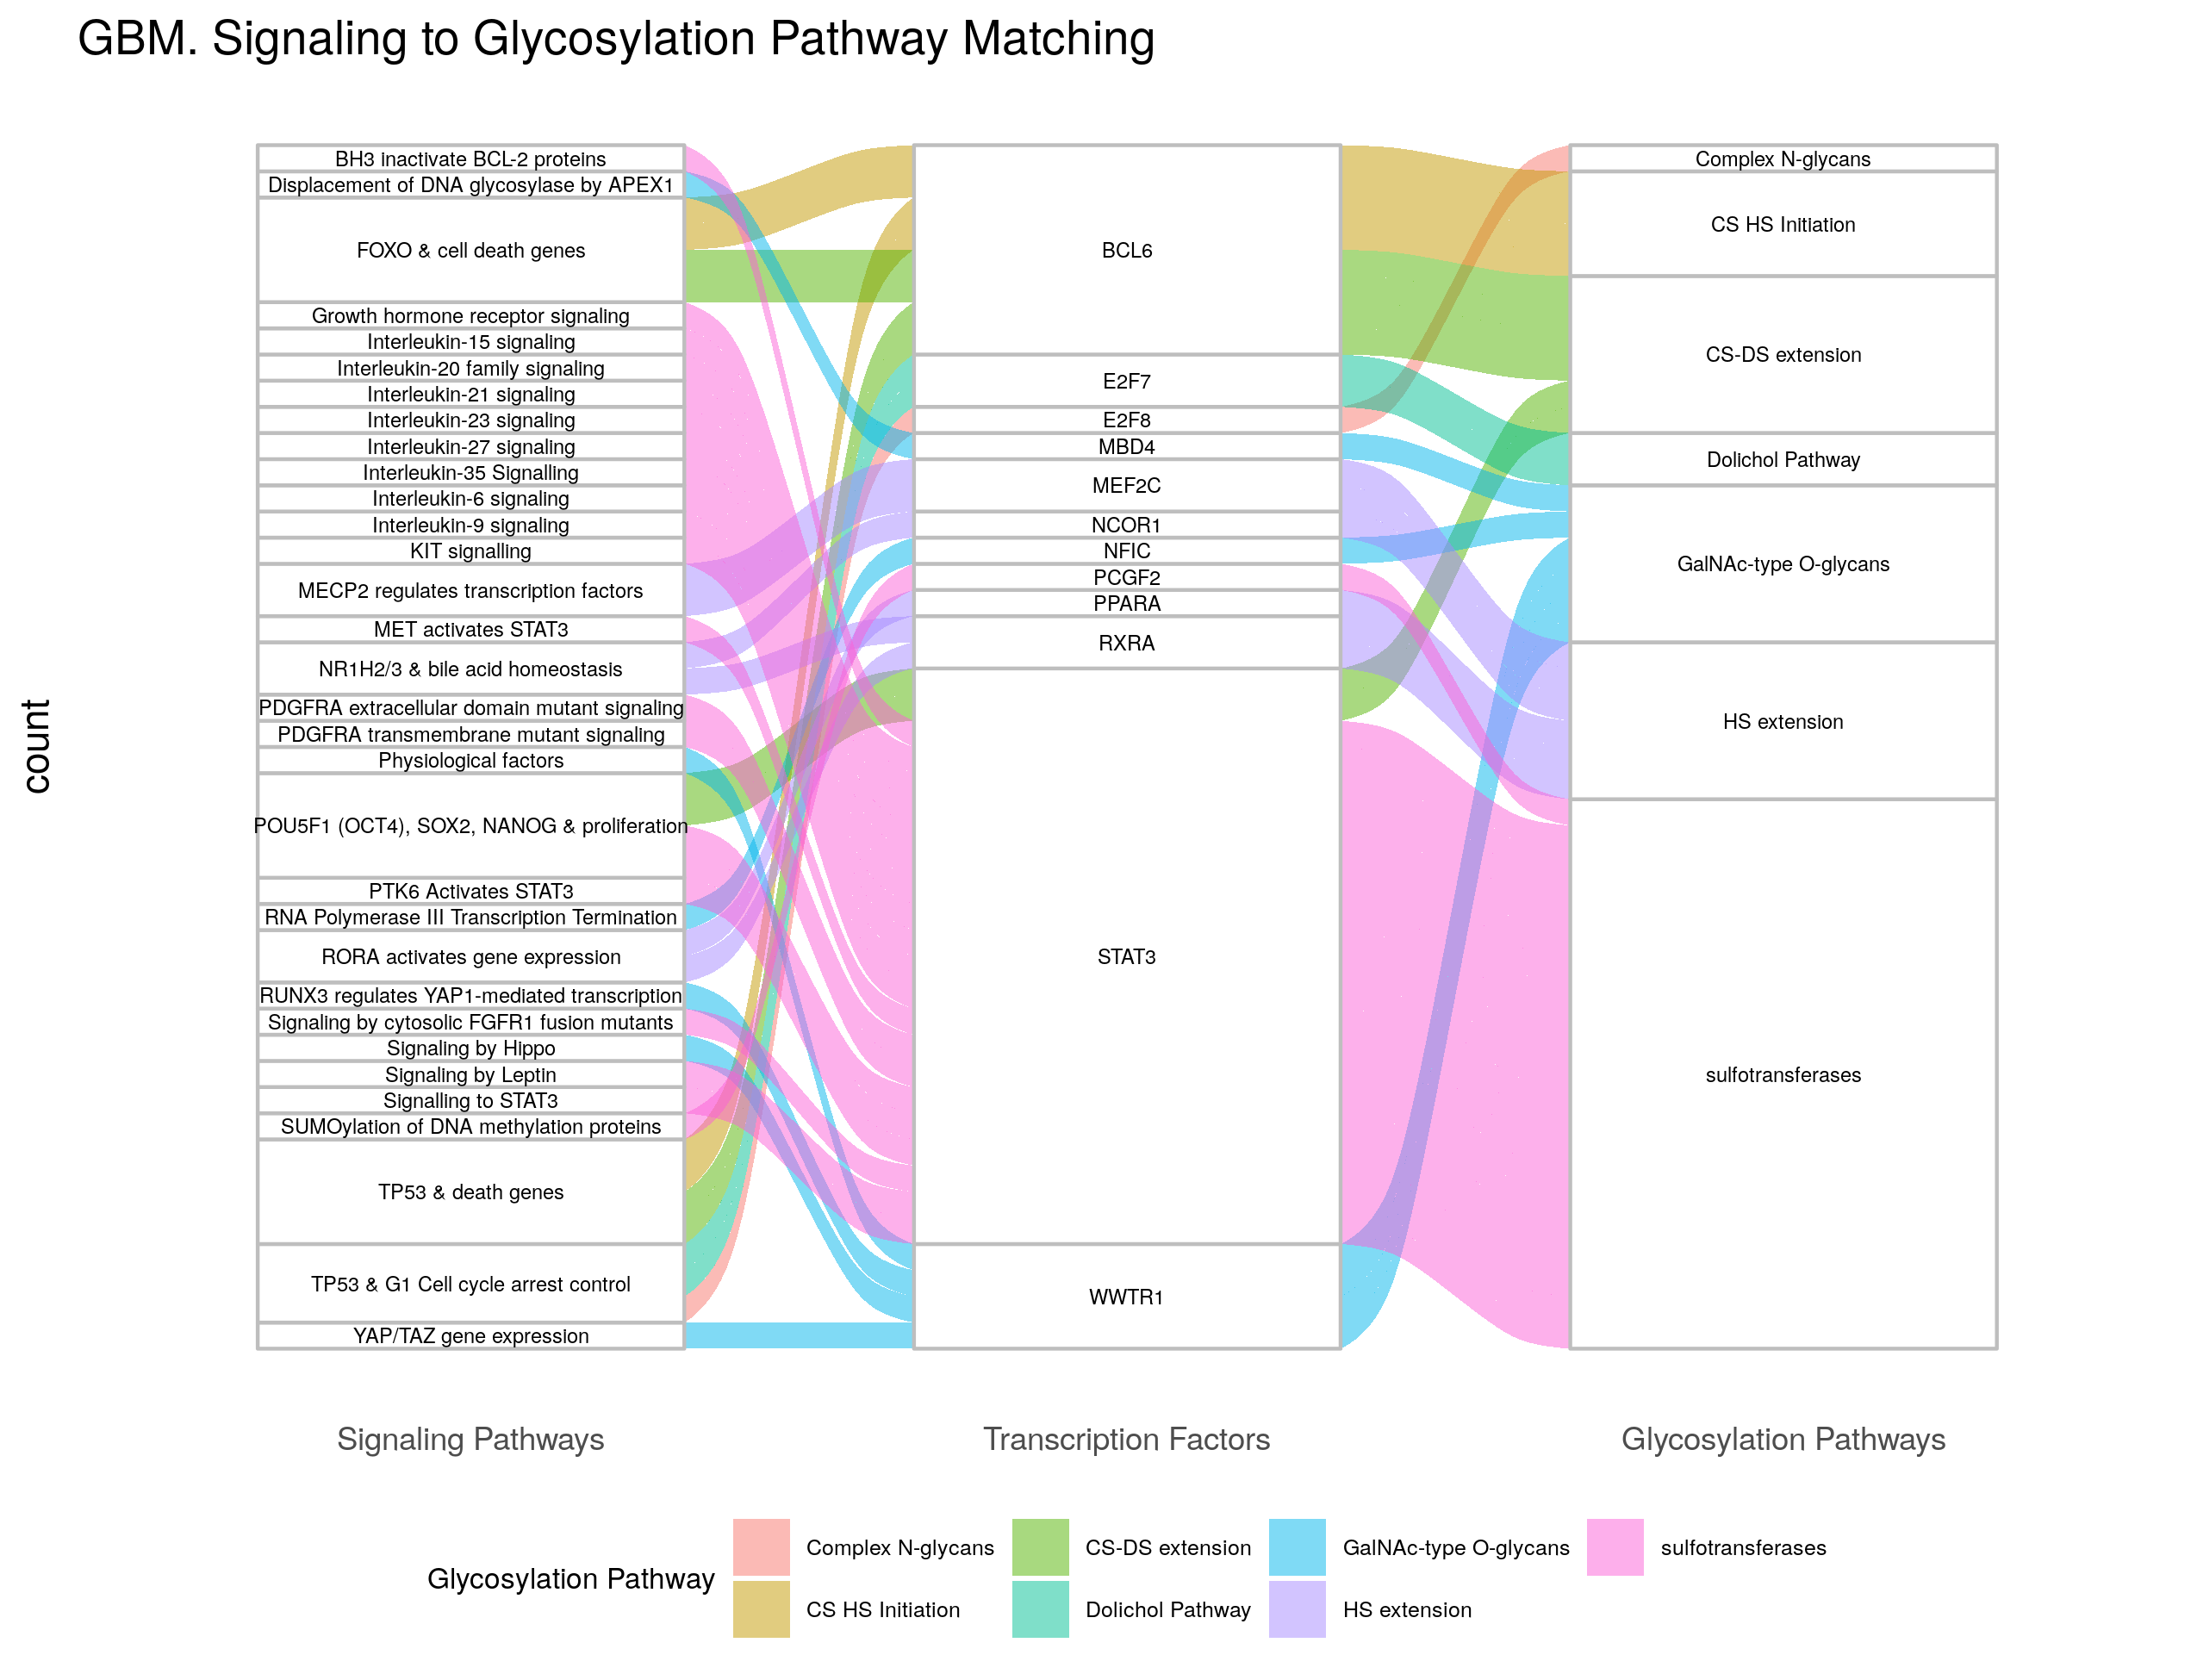 GBM. Signaling to Glycosylation Pathway Matching
count
BH3 inactivate BCL-2 proteins
Displacement of DNA glycosylase by APEX1
FOXO & cell death genes
Growth hormone receptor signaling
Interleukin-15 signaling
Interleukin-20 family signaling
Interleukin-21 signaling
Interleukin-23 signaling
Interleukin-27 signaling
Interleukin-35 Signalling
Interleukin-6 signaling
Interleukin-9 signaling
KIT signalling
MECP2 regulates transcription factors
MET activates STAT3
NR1H2/3 & bile acid homeostasis
PDGFRA extracellular domain mutant signaling
PDGFRA transmembrane mutant signaling
Physiological factors
POU5F1 (OCT4), SOX2, NANOG & proliferation
PTK6 Activates STAT3
RNA Polymerase III Transcription Termination
RORA activates gene expression
RUNX3 regulates YAP1-mediated transcription
Signaling by cytosolic FGFR1 fusion mutants
Signaling by Hippo
Signaling by Leptin
Signalling to STAT3
SUMOylation of DNA methylation proteins
TP53 & death genes
TP53 & G1 Cell cycle arrest control
YAP/TAZ gene expression
BCL6
E2F7
E2F8
MBD4
MEF2C
NCOR1
NFIC
PCGF2
PPARA
RXRA
STAT3
WWTR1
Complex N-glycans
CS HS Initiation
CS-DS extension
Dolichol Pathway
GalNAc-type O-glycans
HS extension
sulfotransferases
Signaling Pathways
Transcription Factors
Glycosylation Pathways
Glycosylation Pathway
Complex N-glycans
CS HS Initiation
CS-DS extension
Dolichol Pathway
GalNAc-type O-glycans
HS extension
sulfotransferases